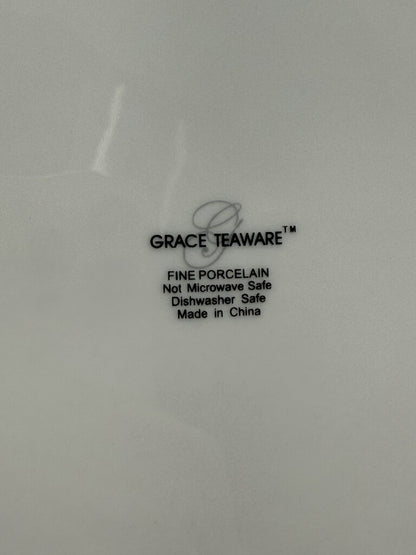 G
GRACE TEAWARE™
FINE PORCELAIN
Not Microwave Safe
Dishwasher Safe
Made in China